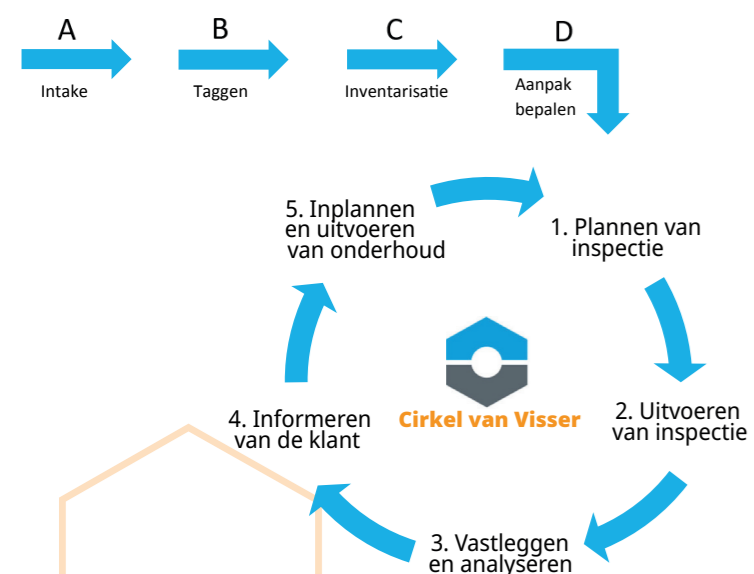 A
B
C
D
Intake
Taggen
Inventarisatie
Aanpak
bepalen
5. Inplannen
en uitvoeren
van onderhoud
1. Plannen van
inspectie
Cirkel van Visser
2. Uitvoeren
van inspectie
4. Informeren
van de klant
3. Vastleggen
en analyseren